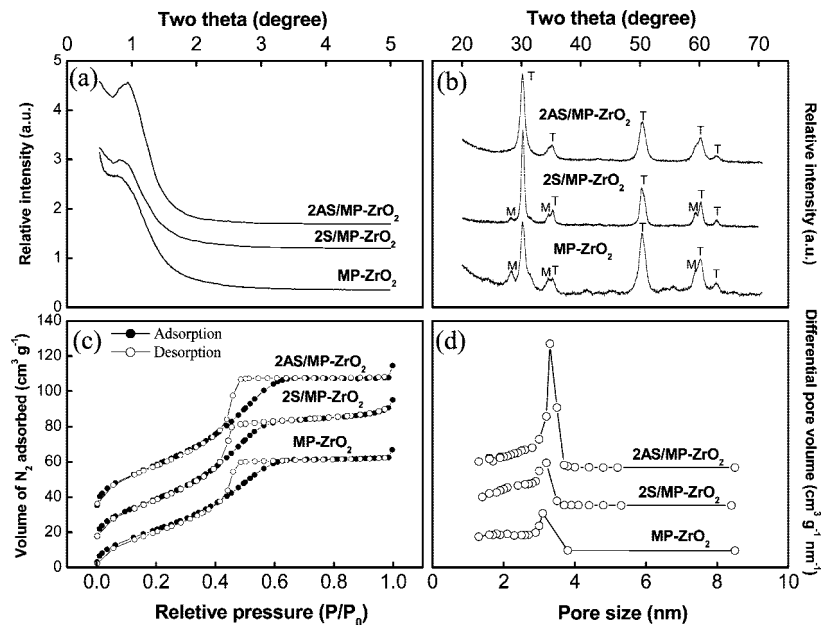 Two theta (degree)
0 1 2 3 4 5
Two theta (degree)
20 30 40 50 60 70
Relative intensity (a.u.)
5
4
3
2
1
0
(a)
2AS/MP-ZrO2
2S/MP-ZrO2
MP-ZrO2
(b)
T
2AS/MP-ZrO2
T
T
T
T
2S/MP-ZrO2
M
M
T
T
M
T
T
MP-ZrO2
M
M
T
T
M
T
T
Relative intensity (a.u.)
Volume of N2 adsorbed (cm3 g-1)
140
120
100
80
60
40
20
0
(c)
Adsorption
Desorption
2AS/MP-ZrO2
2S/MP-ZrO2
MP-ZrO2
0.0 0.2 0.4 0.6 0.8 1.0
Reletive pressure (P/P0)
(d)
2AS/MP-ZrO2
2S/MP-ZrO2
MP-ZrO2
0 2 4 6 8 10
Pore size (nm)
Differential pore volume (cm3 g-1 nm-1)